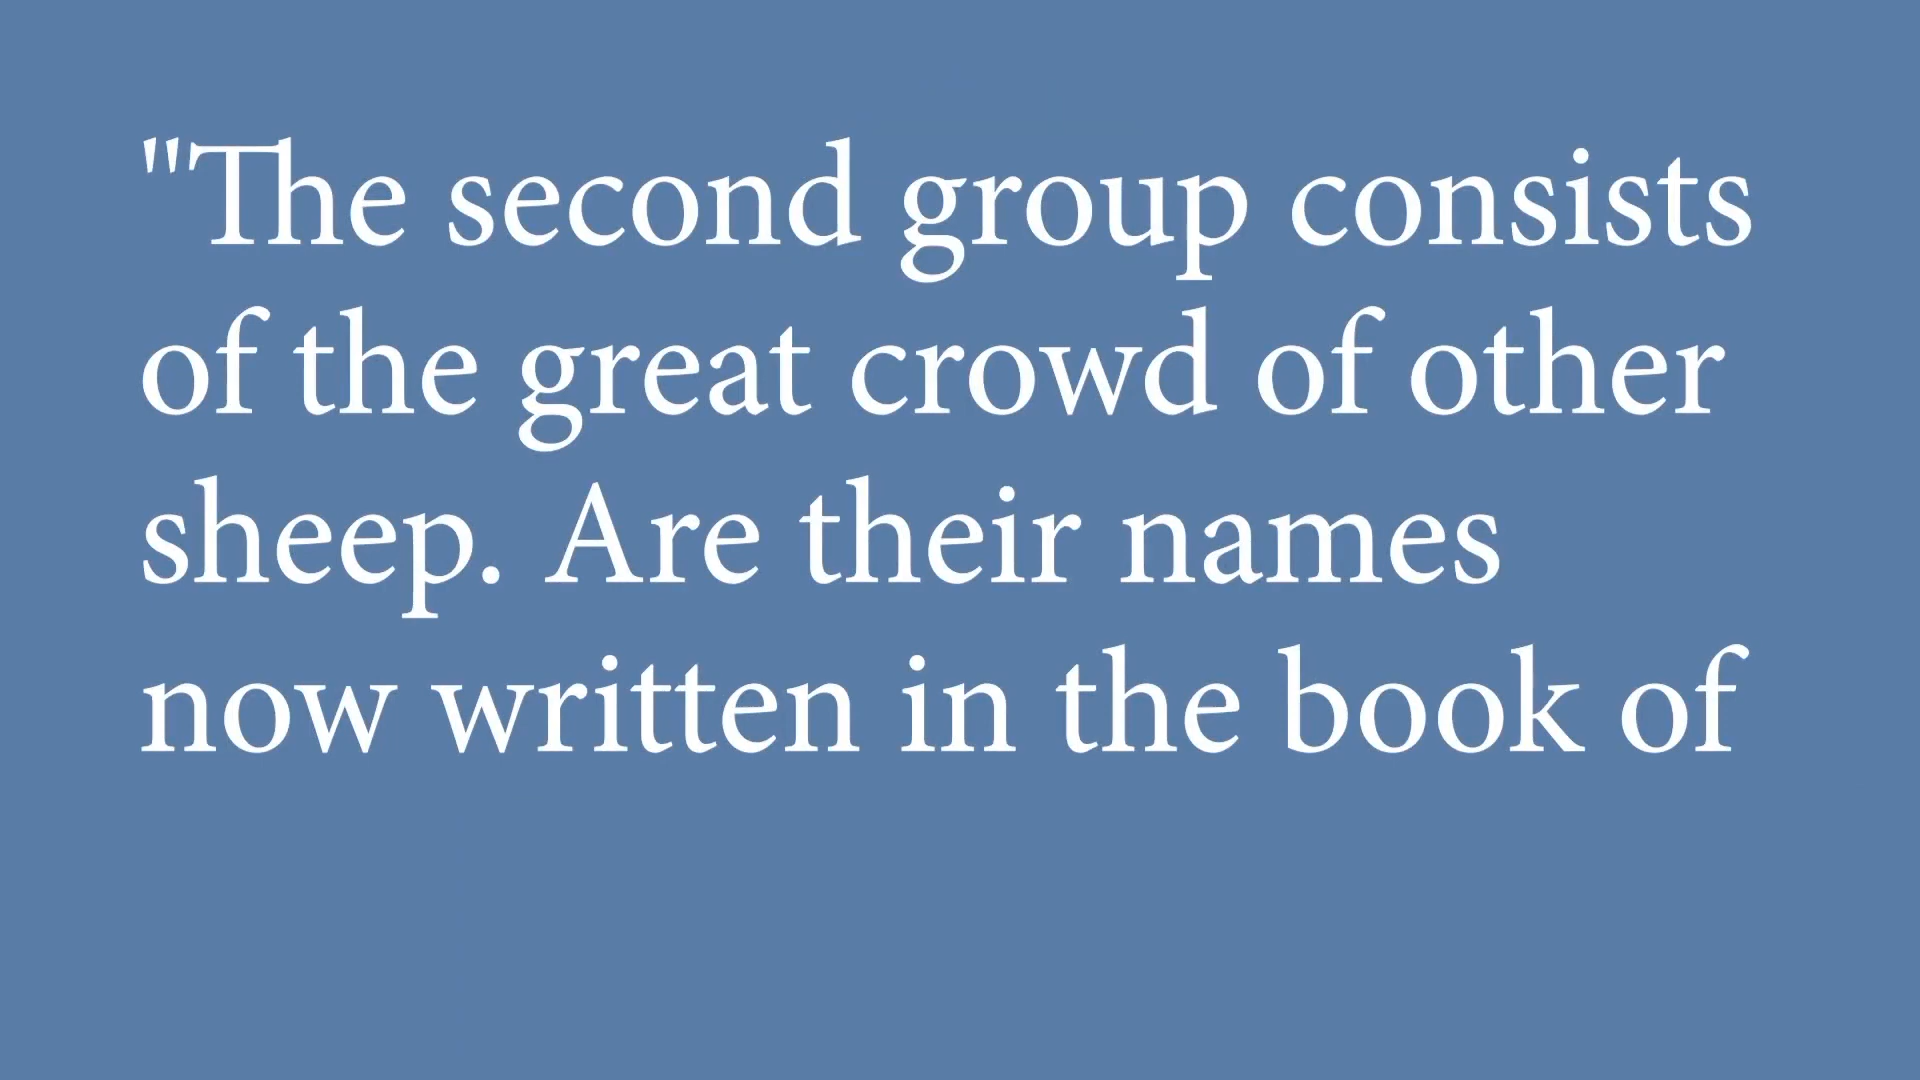 "The second group consists
of the great crowd of other
sheep. Are their names
now written in the book of